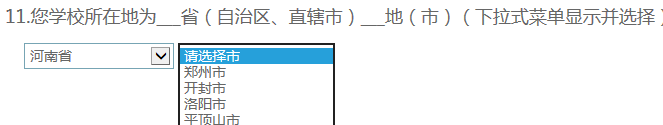 11.您学校所在地为___省（自治区、直辖市）___地（市）（下拉式菜单显示并选择）
河南省
请选择市
郑州市
开封市
洛阳市
平顶山市